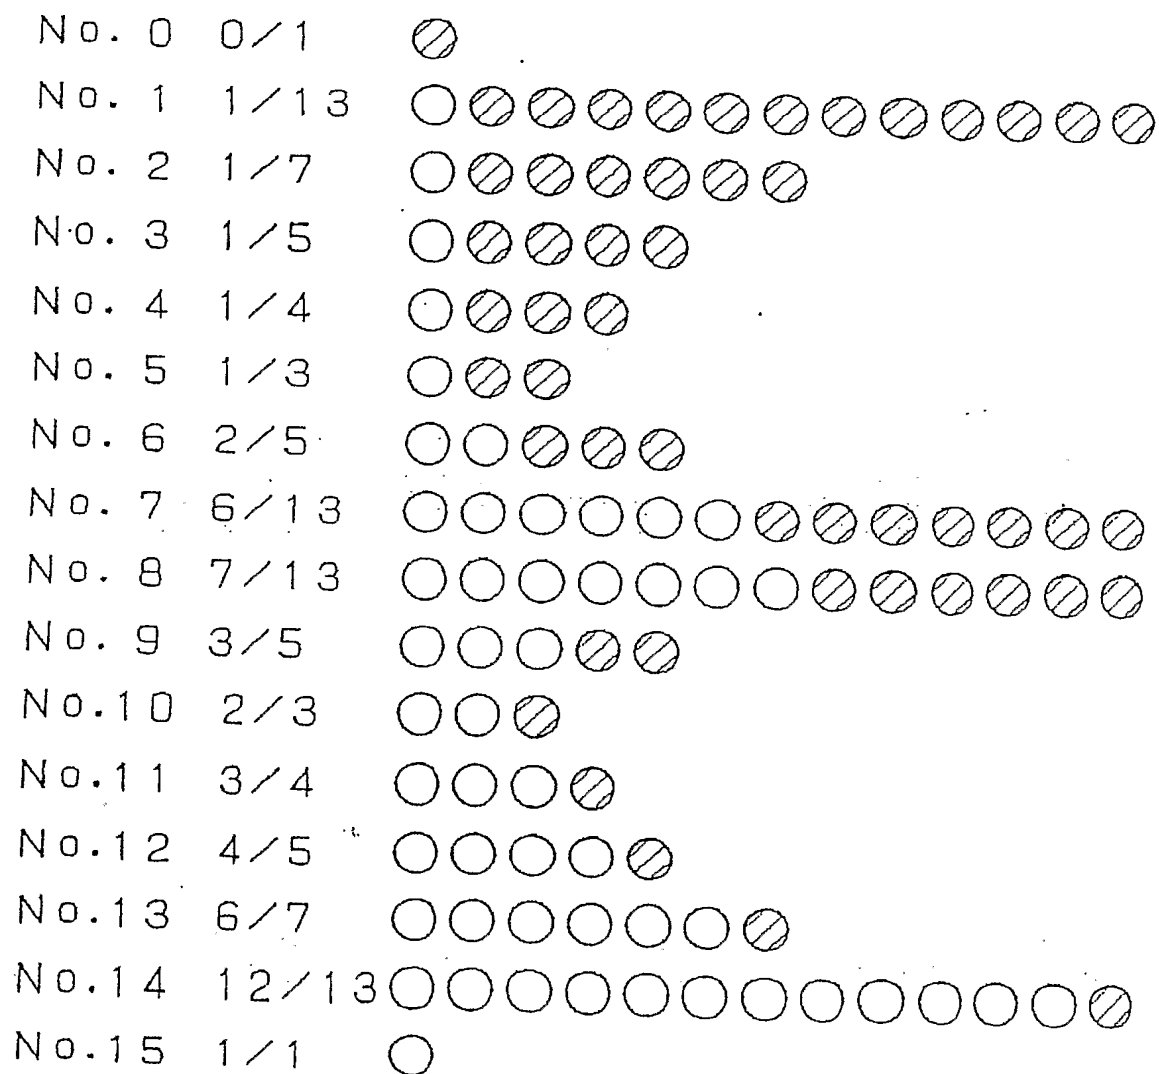 No. 0 0/1
No. 1 1/13
No. 2 1/7
No. 3 1/5
No. 4 1/4
No. 5 1/3
No. 6 2/5
No. 7 6/13
No. 8 7/13
No. 9 3/5
No.10 2/3
No.11 3/4
No.12 4/5
No.13 6/7
No.14 12/13
No.15 1/1